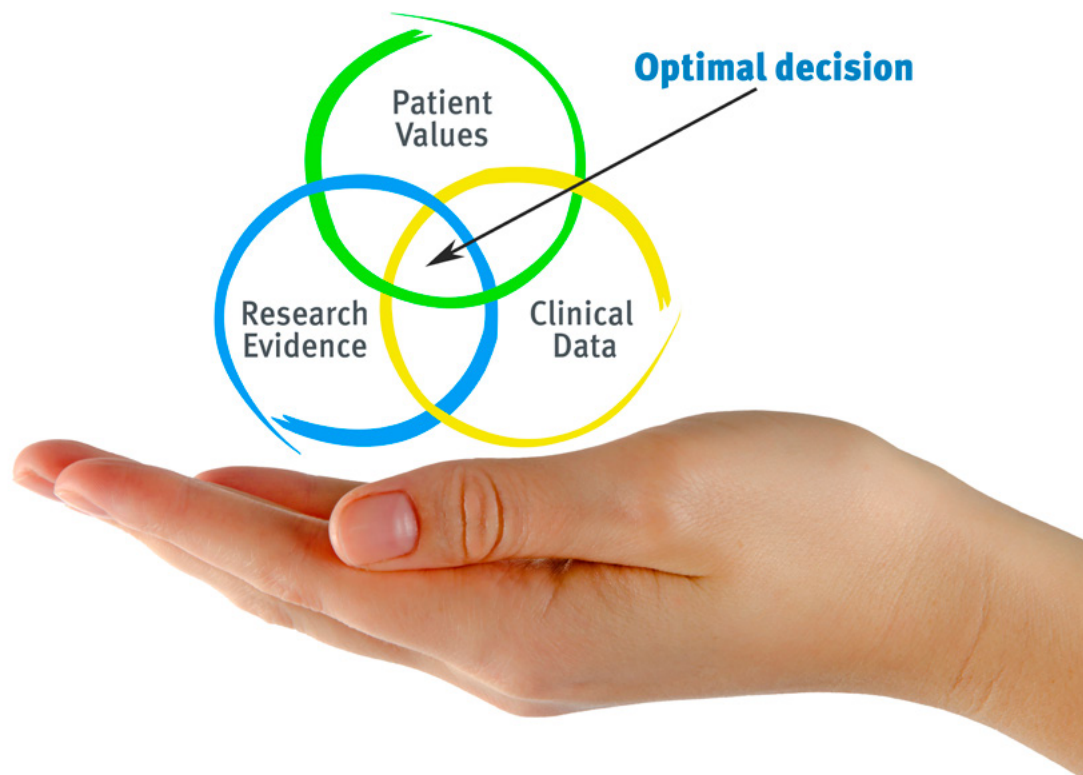 Optimal decision
Patient
Values
Research
Evidence
Clinical
Data